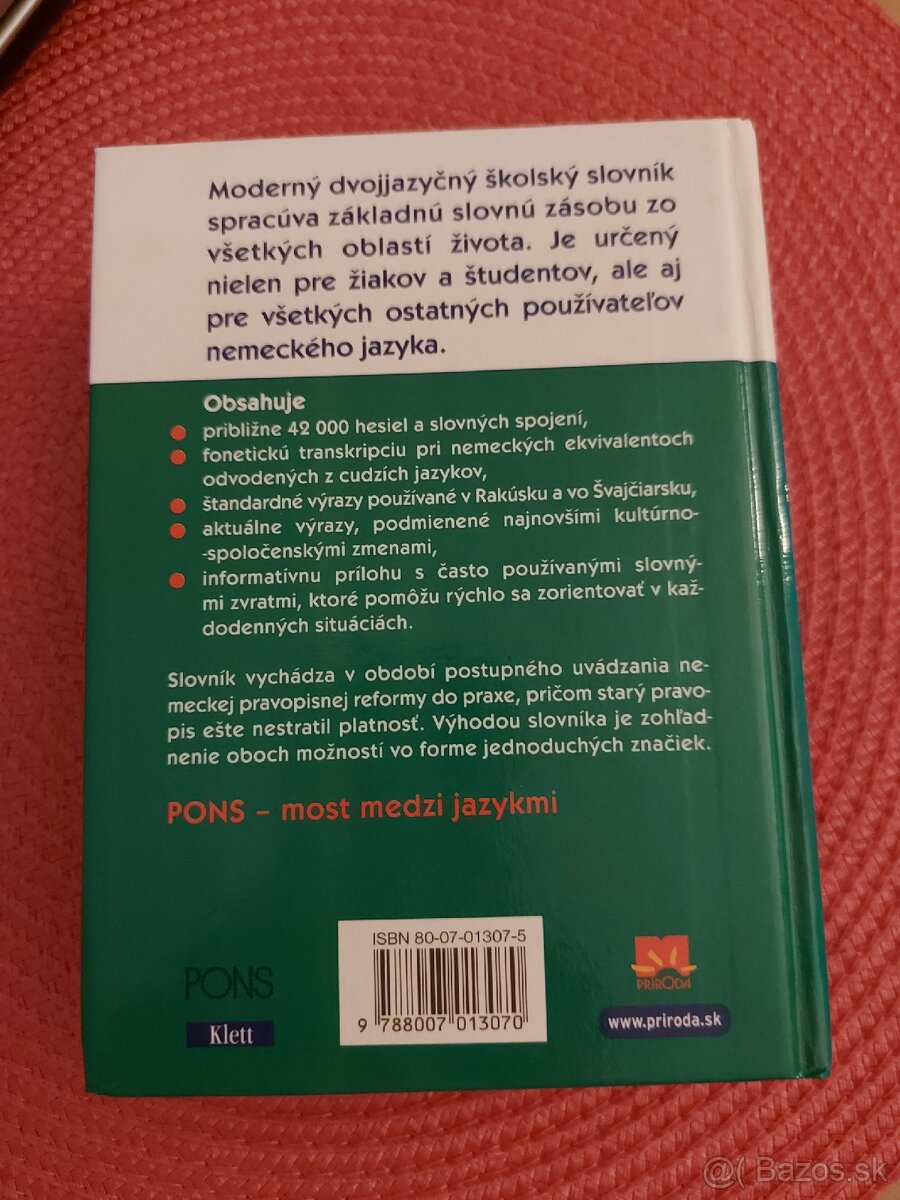 Moderný dvojjazyčný školský slovník
spracúva základnú slovnú zásobu zo
všetkých oblastí života. Je určený
nielen pre žiakov a študentov, ale aj
pre všetkých ostatných používateľov
nemeckého jazyka.
Obsahuje
približne 42 000 hesiel a slovných spojení,
fonetickú transkripciu pri nemeckých ekvivalentoch
odvodených z cudzích jazykov,
štandardné výrazy používané v Rakúsku a vo Švajčiarsku,
aktuálne výrazy, podmienené najnovšími kultúrno-
-spoločenskými zmenami,
informatívnu prílohu s často používanými slovný-
mi zvratmi, ktoré pomôžu rýchlo sa zorientovať v kaž-
dodenných situáciách.
Slovník vychádza v období postupného uvádzania ne-
meckej pravopisnej reformy do praxe, pričom starý pravo-
pis ešte nestratil platnosť. Výhodou slovníka je zohľad-
nenie oboch možností vo forme jednoduchých značiek.
PONS – most medzi jazykmi
ISBN 80-07-01307-5
9 788007 013070
PONS
Klett
PRÍRODA
www.priroda.sk
@( Bazos.sk